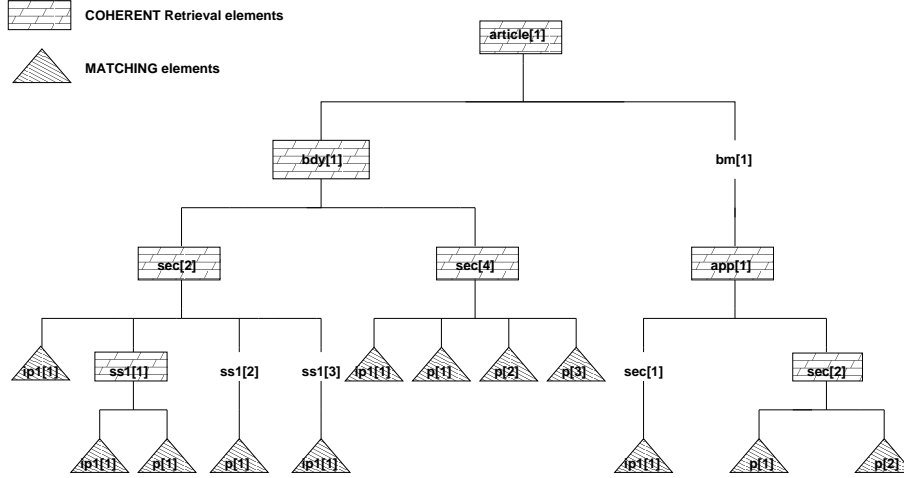 COHERENT Retrieval elements
MATCHING elements
article[1]
bdy[1] bm[1]
sec[2] sec[4] app[1]
ip1[1] ss1[1] ss1[2] ss1[3] ip1[1] p[1] p[2] p[3] sec[1] sec[2]
ip1[1] p[1] p[1] ip1[1] ip1[1] p[1] p[2]